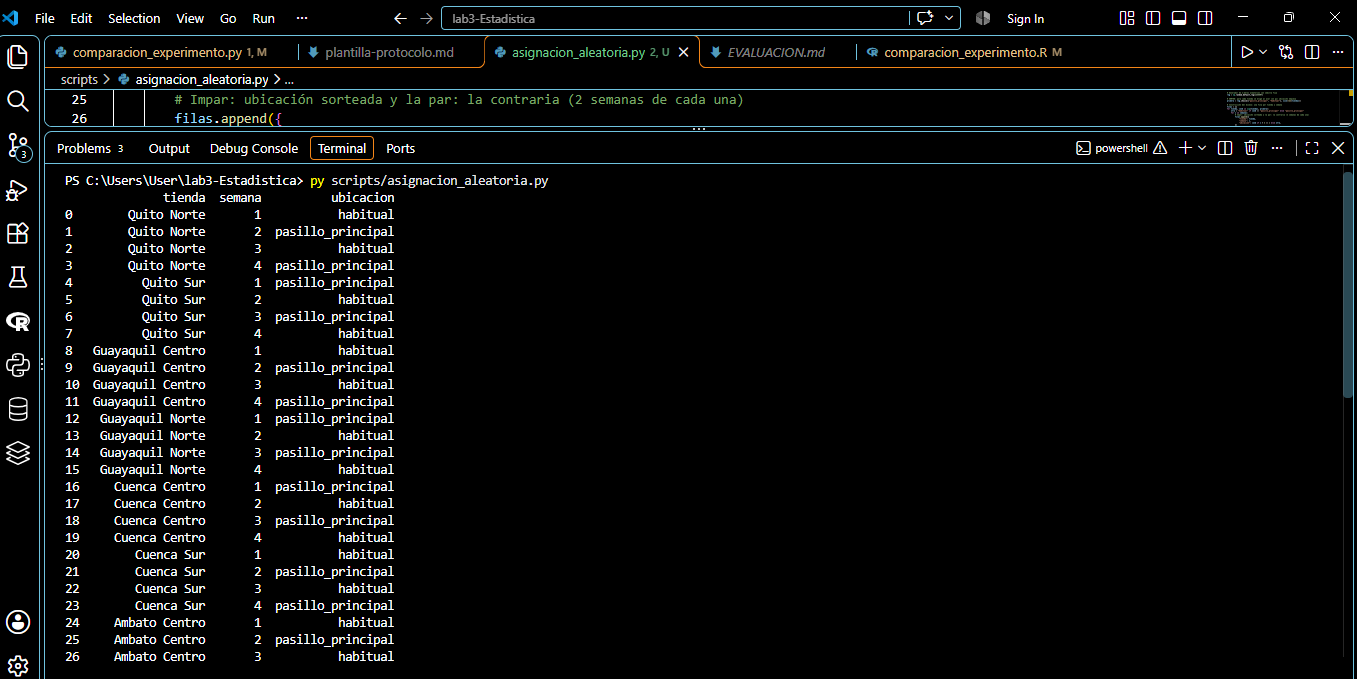 File Edit Selection View Go Run ··· lab3-Estadistica Sign In
comparacion_experimento.py 1, M plantilla-protocolo.md asignacion_aleatoria.py 2, U EVALUACION.md comparacion_experimento.R M
scripts > asignacion_aleatoria.py > ...
25 # Impar: ubicación sorteada y la par: la contraria (2 semanas de cada una)
26 filas.append({
Problems 3 Output Debug Console Terminal Ports powershell
PS C:\Users\User\lab3-Estadistica> py scripts/asignacion_aleatoria.py
tienda semana ubicacion
0 Quito Norte 1 habitual
1 Quito Norte 2 pasillo_principal
2 Quito Norte 3 habitual
3 Quito Norte 4 pasillo_principal
4 Quito Sur 1 pasillo_principal
5 Quito Sur 2 habitual
6 Quito Sur 3 pasillo_principal
7 Quito Sur 4 habitual
8 Guayaquil Centro 1 habitual
9 Guayaquil Centro 2 pasillo_principal
10 Guayaquil Centro 3 habitual
11 Guayaquil Centro 4 pasillo_principal
12 Guayaquil Norte 1 pasillo_principal
13 Guayaquil Norte 2 habitual
14 Guayaquil Norte 3 pasillo_principal
15 Guayaquil Norte 4 habitual
16 Cuenca Centro 1 pasillo_principal
17 Cuenca Centro 2 habitual
18 Cuenca Centro 3 pasillo_principal
19 Cuenca Centro 4 habitual
20 Cuenca Sur 1 habitual
21 Cuenca Sur 2 pasillo_principal
22 Cuenca Sur 3 habitual
23 Cuenca Sur 4 pasillo_principal
24 Ambato Centro 1 habitual
25 Ambato Centro 2 pasillo_principal
26 Ambato Centro 3 habitual
3